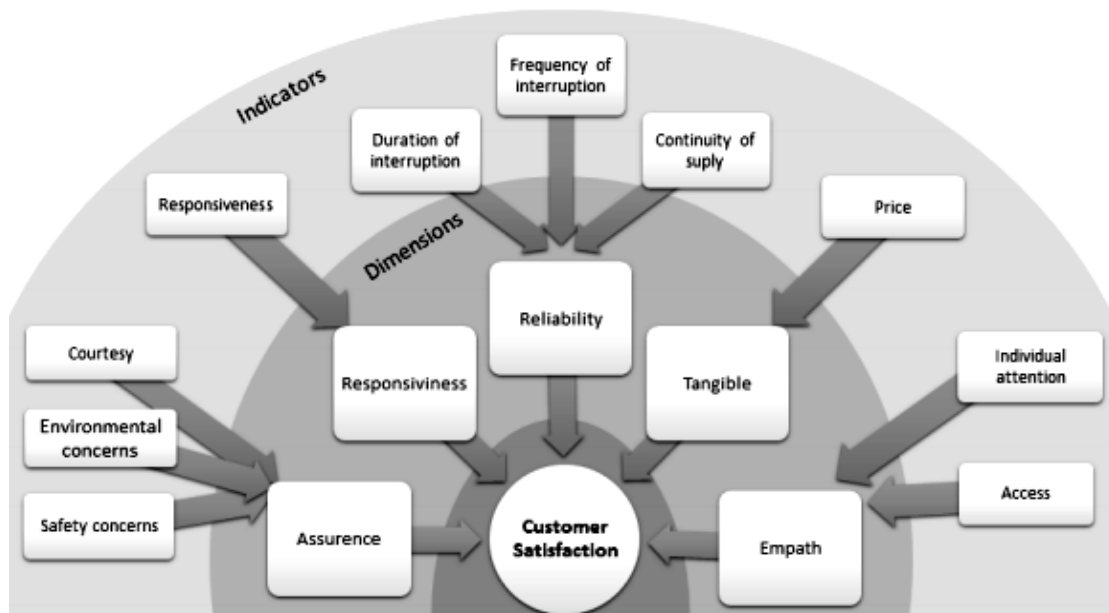 Indicators
Frequency of
interruption
Duration of
interruption
Continuity of
suply
Responsiveness
Price
Dimensions
Reliability
Courtesy
Responsiviness
Tangible
Individual
attention
Environmental
concerns
Safety concerns
Assurence
Customer
Satisfaction
Empath
Access